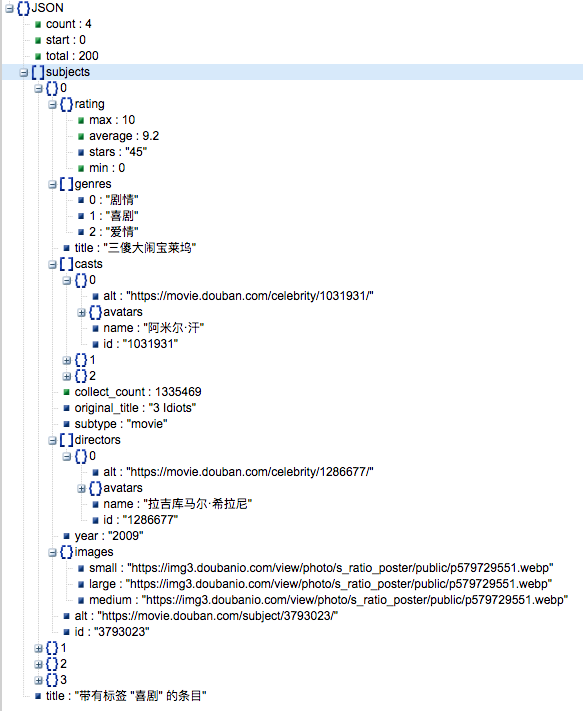 {}JSON
count : 4
start : 0
total : 200
[]subjects
{}0
{}rating
max : 10
average : 9.2
stars : "45"
min : 0
[]genres
0 : "剧情"
1 : "喜剧"
2 : "爱情"
title : "三傻大闹宝莱坞"
[]casts
{}0
alt : "https://movie.douban.com/celebrity/1031931/"
{}avatars
name : "阿米尔·汗"
id : "1031931"
{}1
{}2
collect_count : 1335469
original_title : "3 Idiots"
subtype : "movie"
[]directors
{}0
alt : "https://movie.douban.com/celebrity/1286677/"
{}avatars
name : "拉吉库马尔·希拉尼"
id : "1286677"
year : "2009"
{}images
small : "https://img3.doubanio.com/view/photo/s_ratio_poster/public/p579729551.webp"
large : "https://img3.doubanio.com/view/photo/s_ratio_poster/public/p579729551.webp"
medium : "https://img3.doubanio.com/view/photo/s_ratio_poster/public/p579729551.webp"
alt : "https://movie.douban.com/subject/3793023/"
id : "3793023"
{}1
{}2
{}3
title : "带有标签 "喜剧" 的条目"